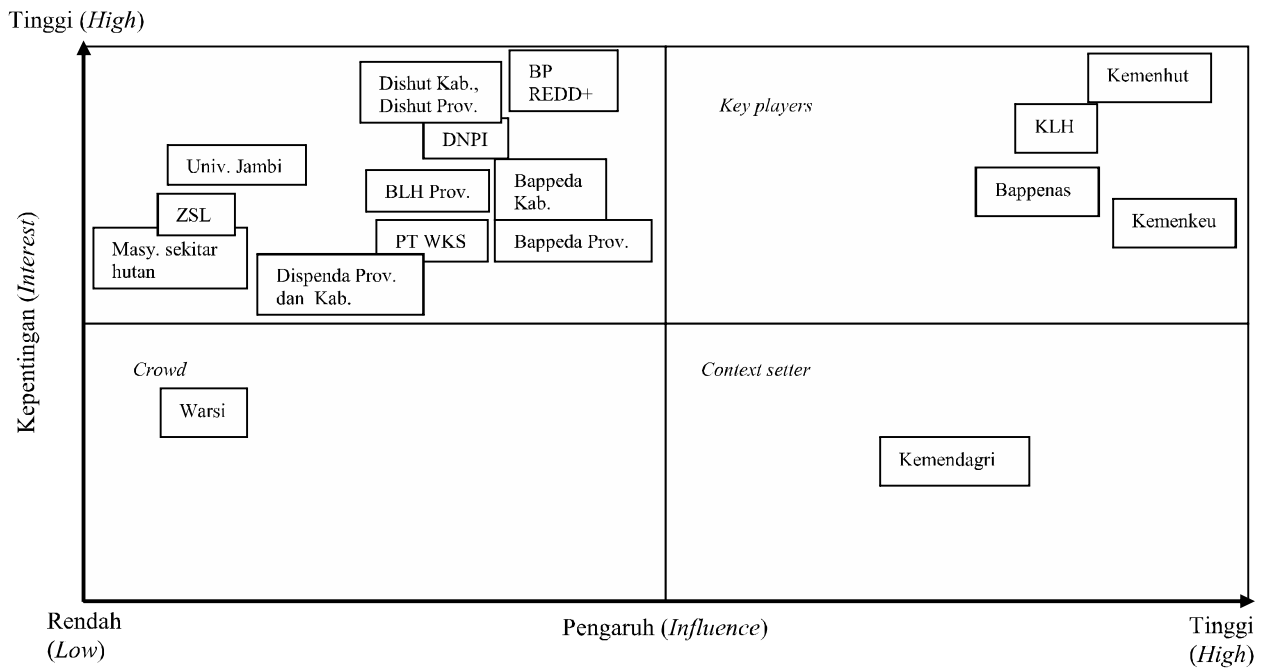 Tinggi (High)
Dishut Kab.,
Dishut Prov.
BP
REDD+
Key players
Kemenhut
KLH
DNPI
Univ. Jambi
BLH Prov.
Bappeda
Kab.
Bappenas
ZSL
Kemenkeu
Masy. sekitar
hutan
PT WKS
Bappeda Prov.
Dispenda Prov.
dan Kab.
Kepentingan (Interest)
Crowd
Context setter
Warsi
Kemendagri
Rendah
(Low)
Pengaruh (Influence)
Tinggi
(High)